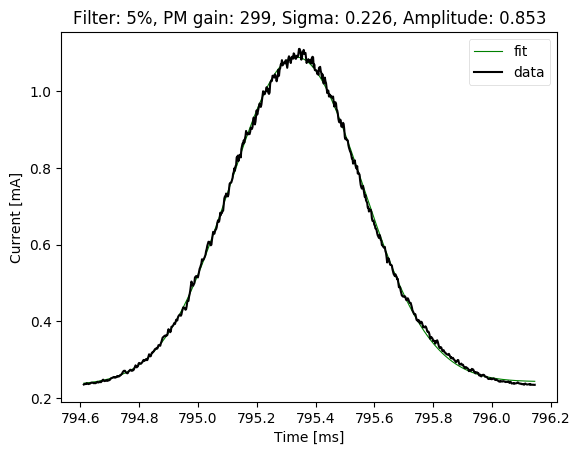 Filter: 5%, PM gain: 299, Sigma: 0.226, Amplitude: 0.853
fit
data
1.0
0.8
0.6
0.4
0.2
Current [mA]
794.6 794.8 795.0 795.2 795.4 795.6 795.8 796.0 796.2
Time [ms]